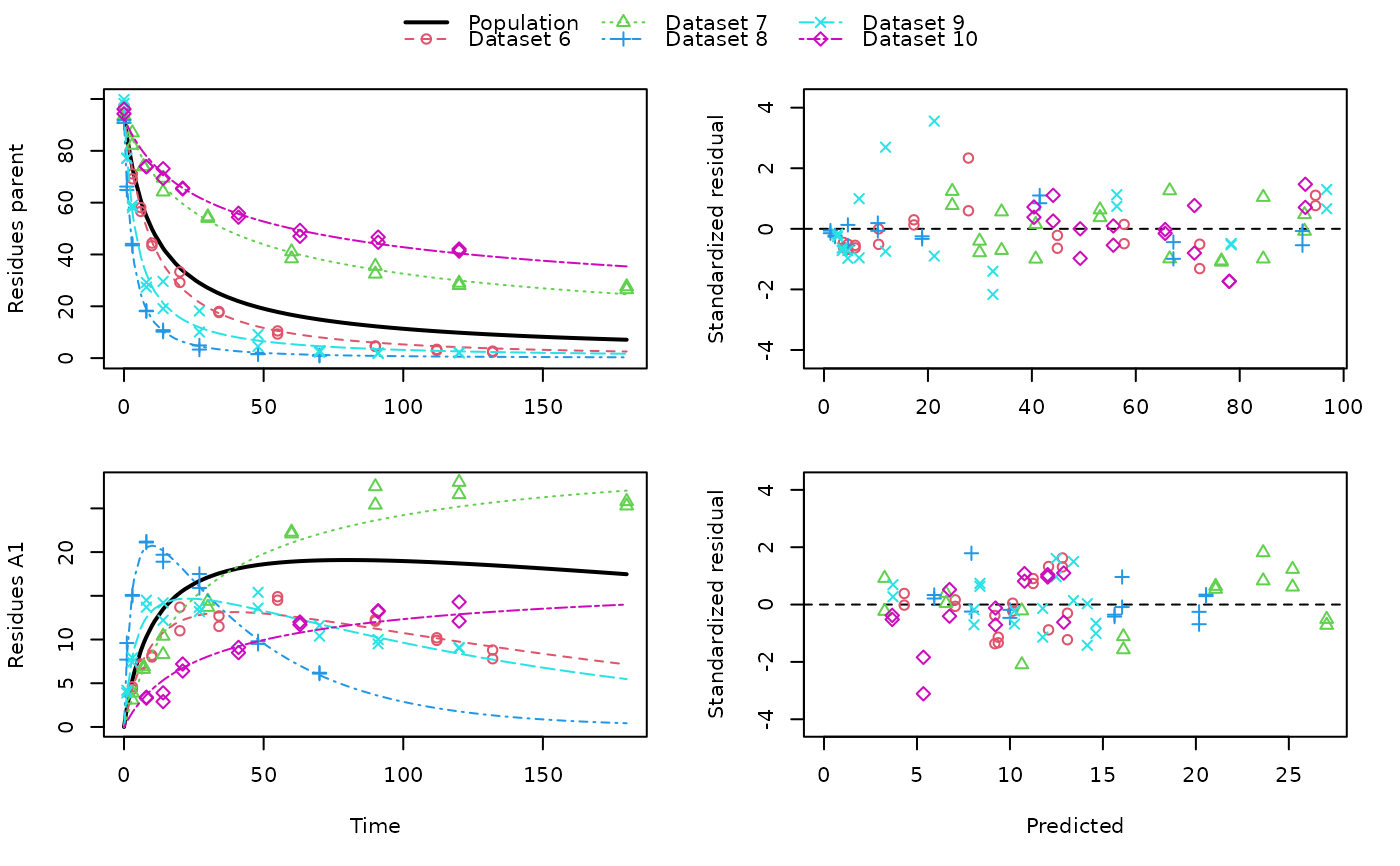 Population Dataset 7 Dataset 9
Dataset 6 Dataset 8 Dataset 10
Residues parent
0 20 40 60 80
0 50 100 150
Standardized residual
-4 -2 0 2 4
0 20 40 60 80 100
Residues A1
0 5 10 20
0 50 100 150
Time
Standardized residual
-4 -2 0 2 4
0 5 10 15 20 25
Predicted